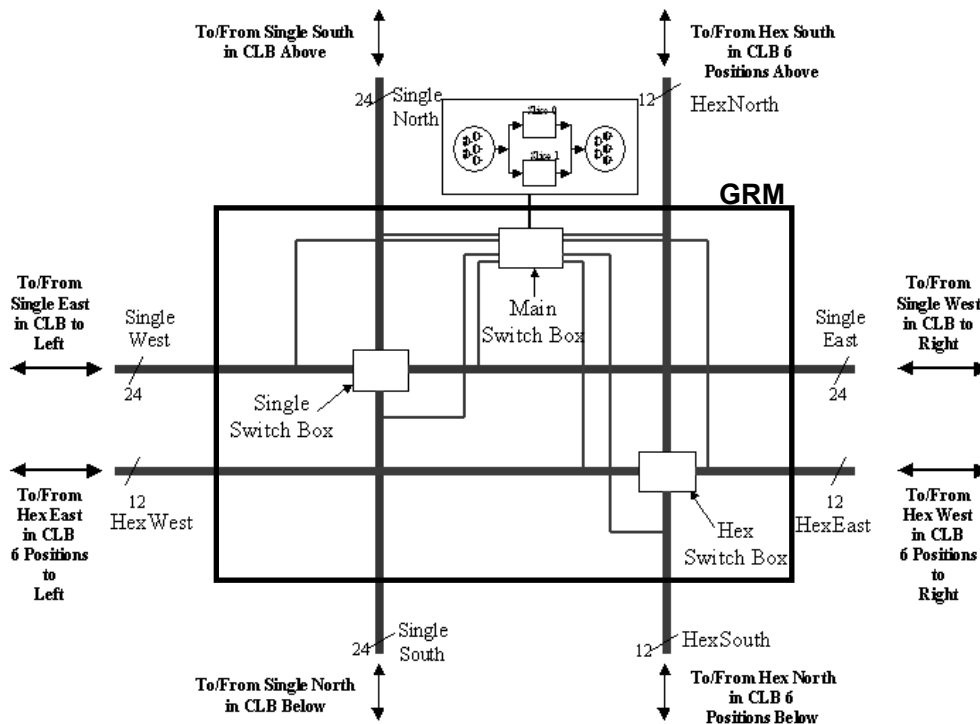 To/From Single South
in CLB Above
To/From Hex South
in CLB 6
Positions Above
24
Single
North
12
HexNorth
Slice 0
Slice 1
GRM
To/From
Single East
in CLB to
Left
Single
West
24
Main
Switch Box
Single
East
24
To/From
Single West
in CLB to
Right
Single
Switch Box
To/From
Hex East
in CLB
6 Positions
to
Left
12
HexWest
Hex
Switch Box
12
HexEast
To/From
Hex West
in CLB
6 Positions
to
Right
24
Single
South
12
HexSouth
To/From Single North
in CLB Below
To/From Hex North
in CLB 6
Positions Below